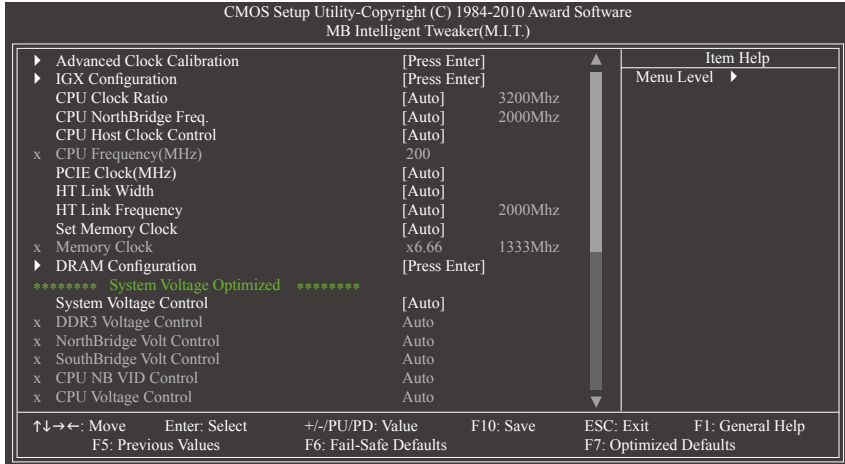 CMOS Setup Utility-Copyright (C) 1984-2010 Award Software
MB Intelligent Tweaker(M.I.T.)
Advanced Clock Calibration [Press Enter]
IGX Configuration [Press Enter]
CPU Clock Ratio [Auto] 3200Mhz
CPU NorthBridge Freq. [Auto] 2000Mhz
CPU Host Clock Control [Auto]
x CPU Frequency(MHz) 200
PCIE Clock(MHz) [Auto]
HT Link Width [Auto]
HT Link Frequency [Auto] 2000Mhz
Set Memory Clock [Auto]
x Memory Clock x6.66 1333Mhz
DRAM Configuration [Press Enter]
******** System Voltage Optimized ********
System Voltage Control [Auto]
x DDR3 Voltage Control Auto
x NorthBridge Volt Control Auto
x SouthBridge Volt Control Auto
x CPU NB VID Control Auto
x CPU Voltage Control Auto
Item Help
Menu Level
↑↓→←: Move Enter: Select +/-/PU/PD: Value F10: Save ESC: Exit F1: General Help
F5: Previous Values F6: Fail-Safe Defaults F7: Optimized Defaults